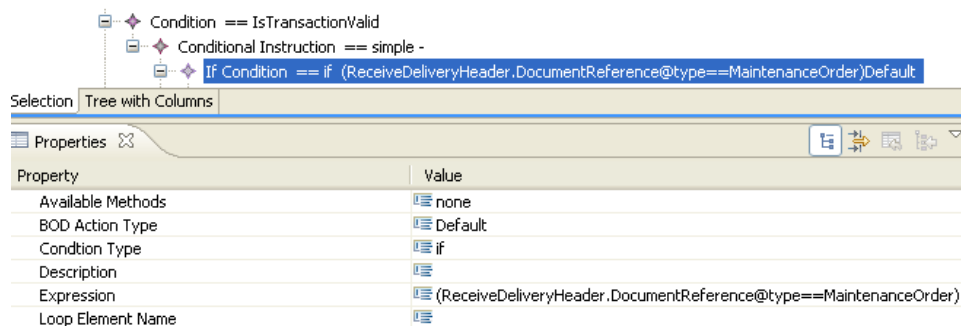 Condition == IsTransactionValid
Conditional Instruction == simple -
If Condition == if (ReceiveDeliveryHeader.DocumentReference@type==MaintenanceOrder)Default
Selection Tree with Columns
Properties
Property Value
Available Methods none
BOD Action Type Default
Condtion Type if
Description
Expression (ReceiveDeliveryHeader.DocumentReference@type==MaintenanceOrder)
Loop Element Name